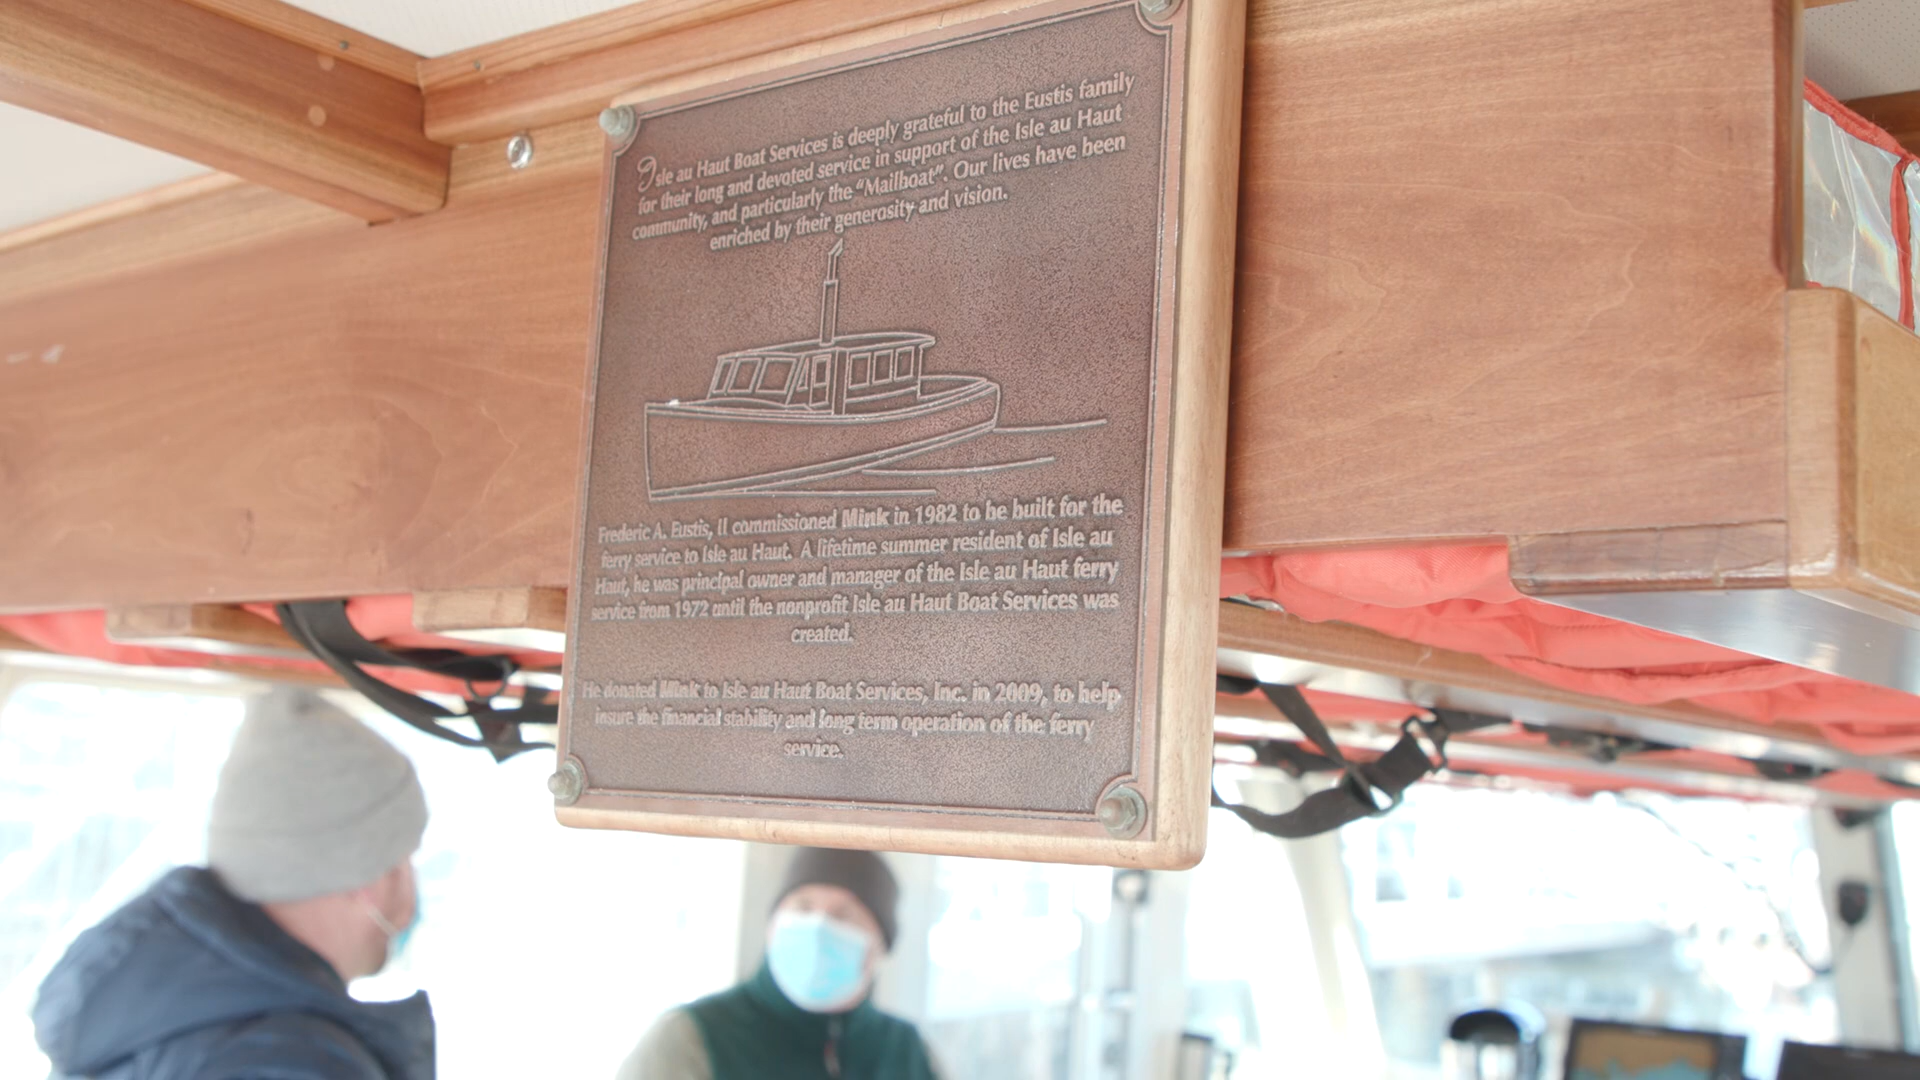 Isle au Haut Boat Services is deeply grateful to the Eustis family
for their long and devoted service in support of the Isle au Haut
community, and particularly the "Mailboat". Our lives have been
enriched by their generosity and vision.
Frederic A. Eustis, II commissioned Mink in 1982 to be built for the
ferry service to Isle au Haut. A lifetime summer resident of Isle au
Haut, he was principal owner and manager of the Isle au Haut ferry
service from 1972 until the nonprofit Isle au Haut Boat Services was
created.
He donated Mink to Isle au Haut Boat Services, Inc. in 2009, to help
insure the financial stability and long term operation of the ferry
service.